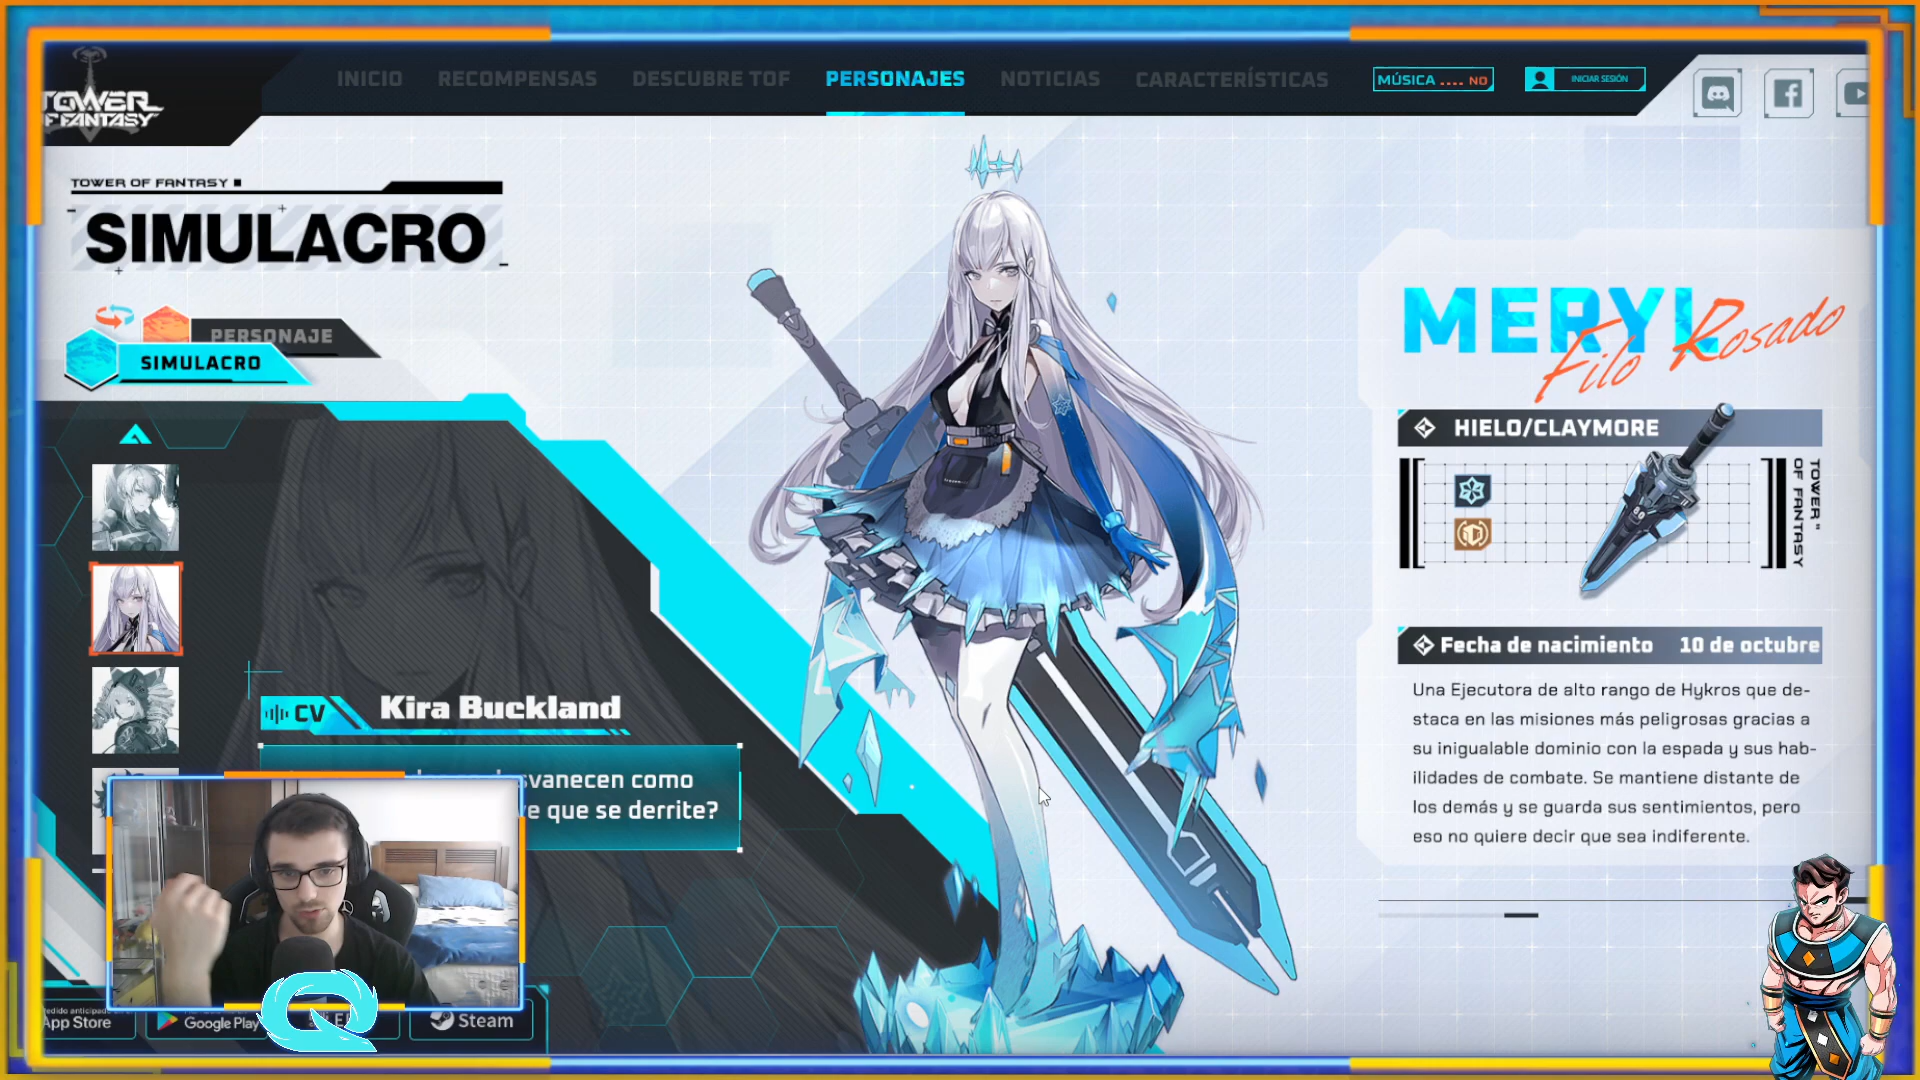 TOWER
OF FANTASY
INICIO
RECOMPENSAS
DESCUBRE TOF
PERSONAJES
NOTICIAS
CARACTERÍSTICAS
MÚSICA .... NO
INICIAR SESIÓN
TOWER OF FANTASY
SIMULACRO
PERSONAJE
SIMULACRO
MERYL
Filo Rosado
HIELO/CLAYMORE
TOWER
OF FANTASY
CV
Kira Buckland
svanecen como
e que se derrite?
Fecha de nacimiento 10 de octubre
Una Ejecutora de alto rango de Hykros que de-
staca en las misiones más peligrosas gracias a
su inigualable dominio con la espada y sus hab-
ilidades de combate. Se mantiene distante de
los demás y se guarda sus sentimientos, pero
eso no quiere decir que sea indiferente.
App Store
Google Play
Steam